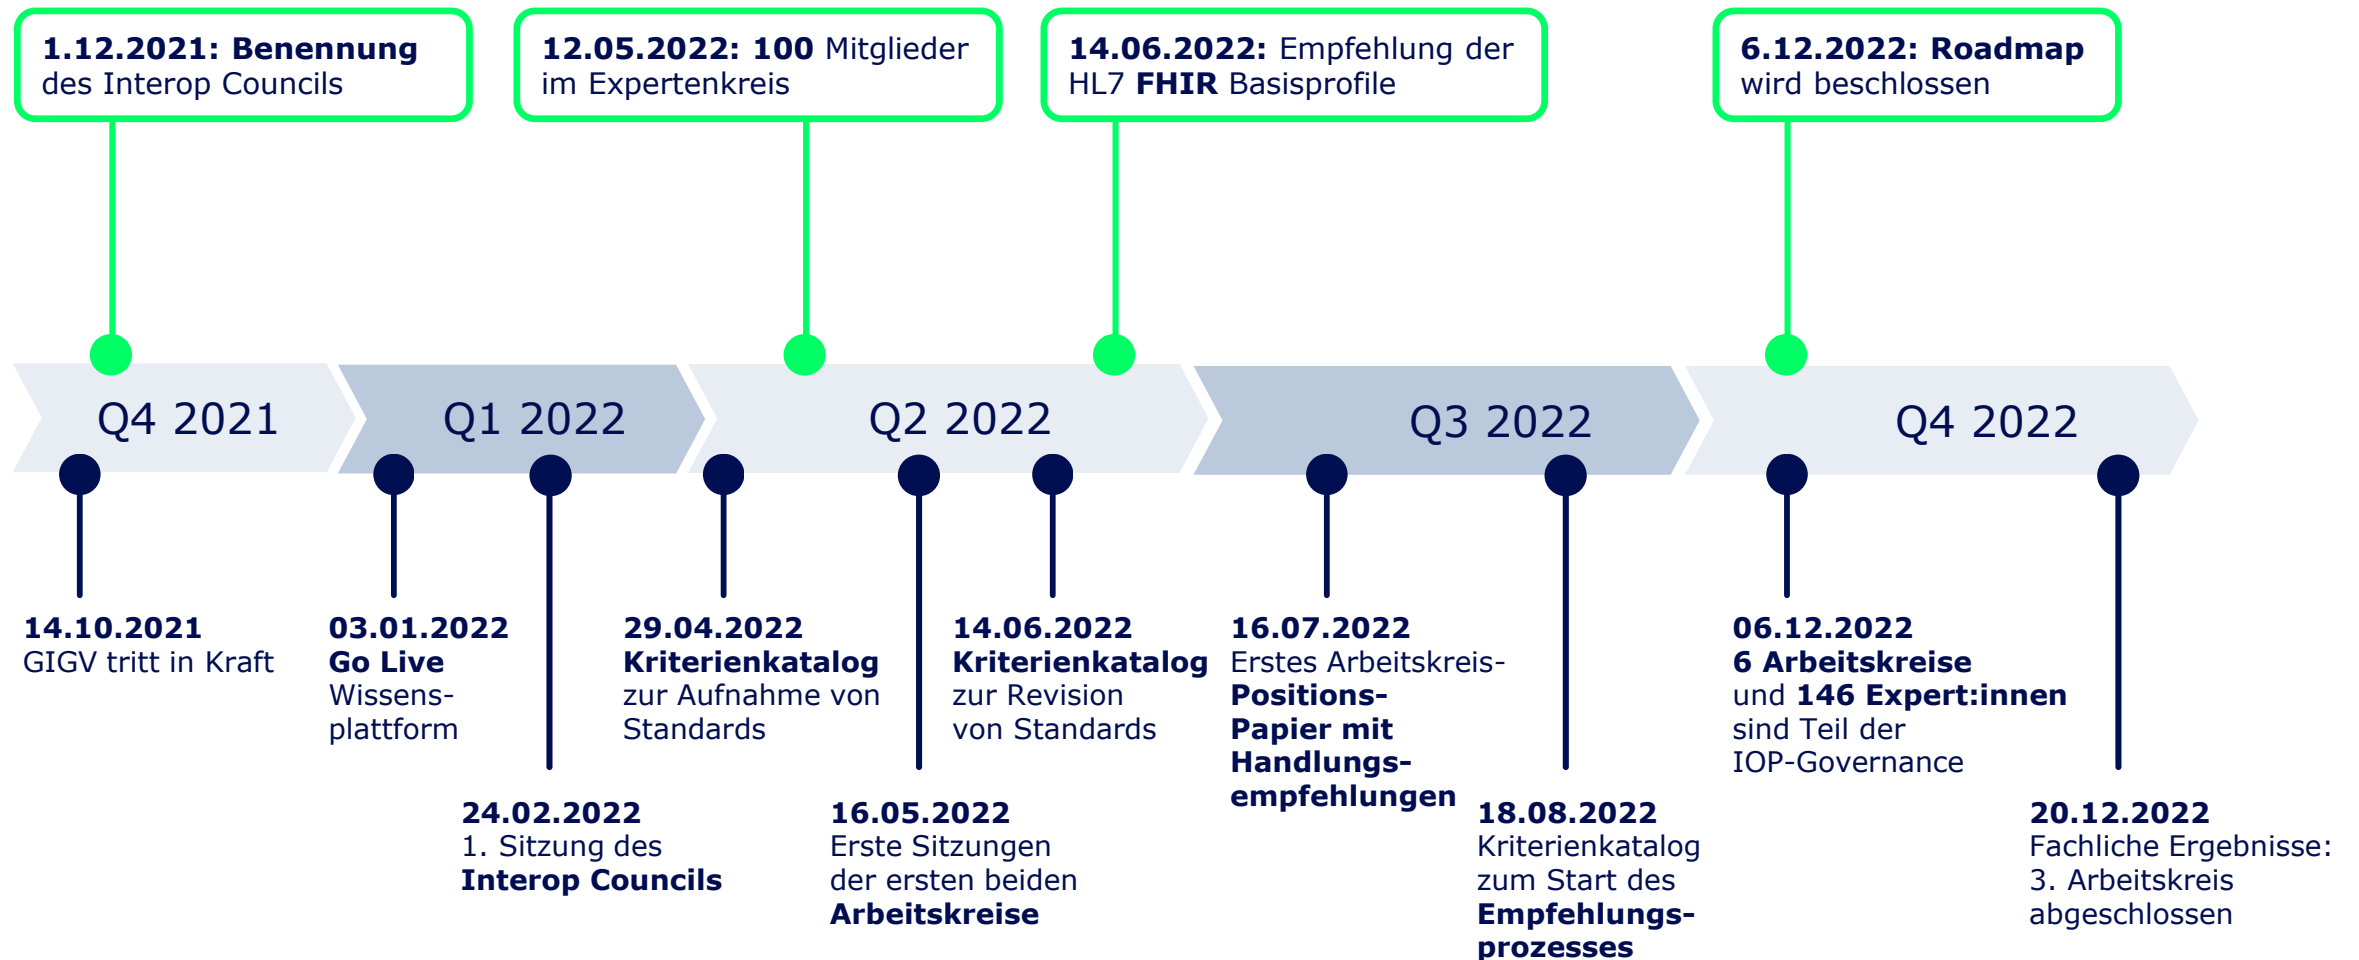 1.12.2021: Benennung
des Interop Councils
12.05.2022: 100 Mitglieder
im Expertenkreis
14.06.2022: Empfehlung der
HL7 FHIR Basisprofile
6.12.2022: Roadmap
wird beschlossen
Q4 2021
Q1 2022
Q2 2022
Q3 2022
Q4 2022
14.10.2021
GIGV tritt in Kraft
03.01.2022
Go Live
Wissens-
plattform
24.02.2022
1. Sitzung des
Interop Councils
29.04.2022
Kriterienkatalog
zur Aufnahme von
Standards
16.05.2022
Erste Sitzungen
der ersten beiden
Arbeitskreise
14.06.2022
Kriterienkatalog
zur Revision
von Standards
16.07.2022
Erstes Arbeitskreis-
Positions-
Papier mit
Handlungs-
empfehlungen
18.08.2022
Kriterienkatalog
zum Start des
Empfehlungs-
prozesses
06.12.2022
6 Arbeitskreise
und 146 Expert:innen
sind Teil der
IOP-Governance
20.12.2022
Fachliche Ergebnisse:
3. Arbeitskreis
abgeschlossen